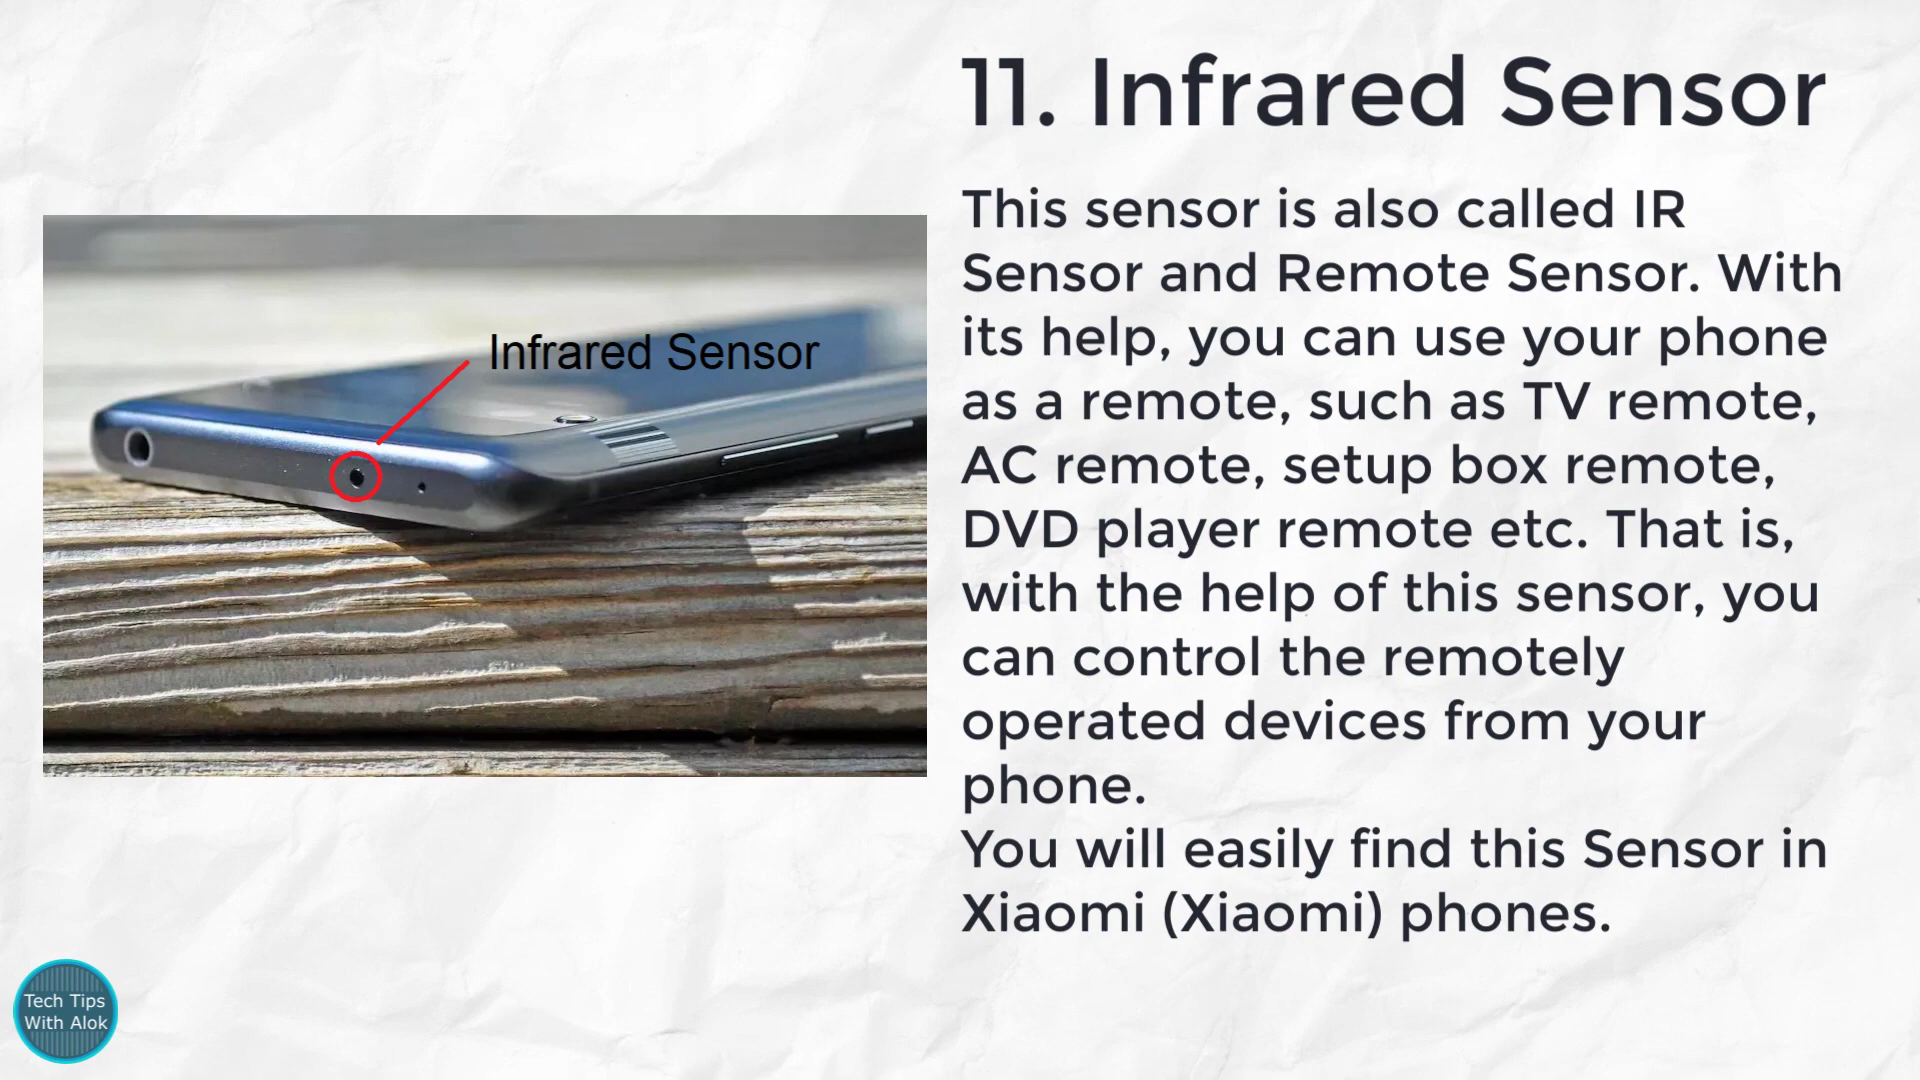 11. Infrared Sensor
This sensor is also called IR
Sensor and Remote Sensor. With
its help, you can use your phone
as a remote, such as TV remote,
AC remote, setup box remote,
DVD player remote etc. That is,
with the help of this sensor, you
can control the remotely
operated devices from your
phone.
You will easily find this Sensor in
Xiaomi (Xiaomi) phones.
Infrared Sensor
Tech Tips
With Alok